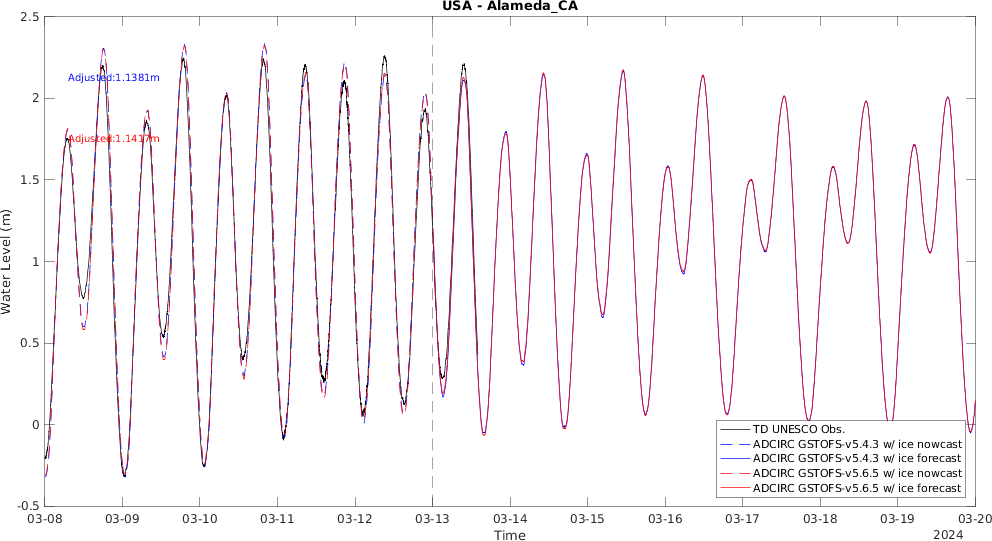 USA - Alameda_CA
2.5
2
1.5
1
0.5
0
-0.5
Water Level (m)
Adjusted:1.1381m
Adjusted:1.1417m
TD UNESCO Obs.
ADCIRC GSTOFS-v5.4.3 w/ ice nowcast
ADCIRC GSTOFS-v5.4.3 w/ ice forecast
ADCIRC GSTOFS-v5.6.5 w/ ice nowcast
ADCIRC GSTOFS-v5.6.5 w/ ice forecast
03-08 03-09 03-10 03-11 03-12 03-13 03-14 03-15 03-16 03-17 03-18 03-19 03-20
Time
2024